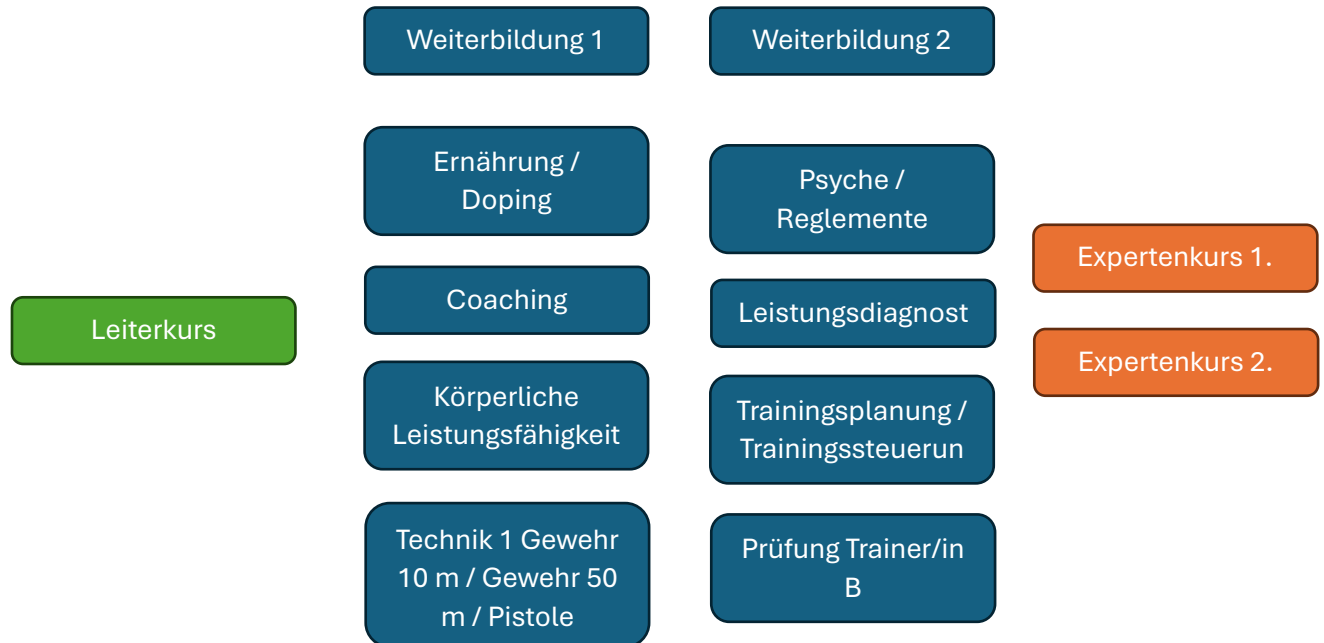 Leiterkurs
Weiterbildung 1
Ernährung /
Doping
Coaching
Körperliche
Leistungsfähigkeit
Technik 1 Gewehr
10 m / Gewehr 50
m / Pistole
Weiterbildung 2
Psyche /
Reglemente
Leistungsdiagnost
Trainingsplanung /
Trainingssteuerun
Prüfung Trainer/in
B
Expertenkurs 1.
Expertenkurs 2.